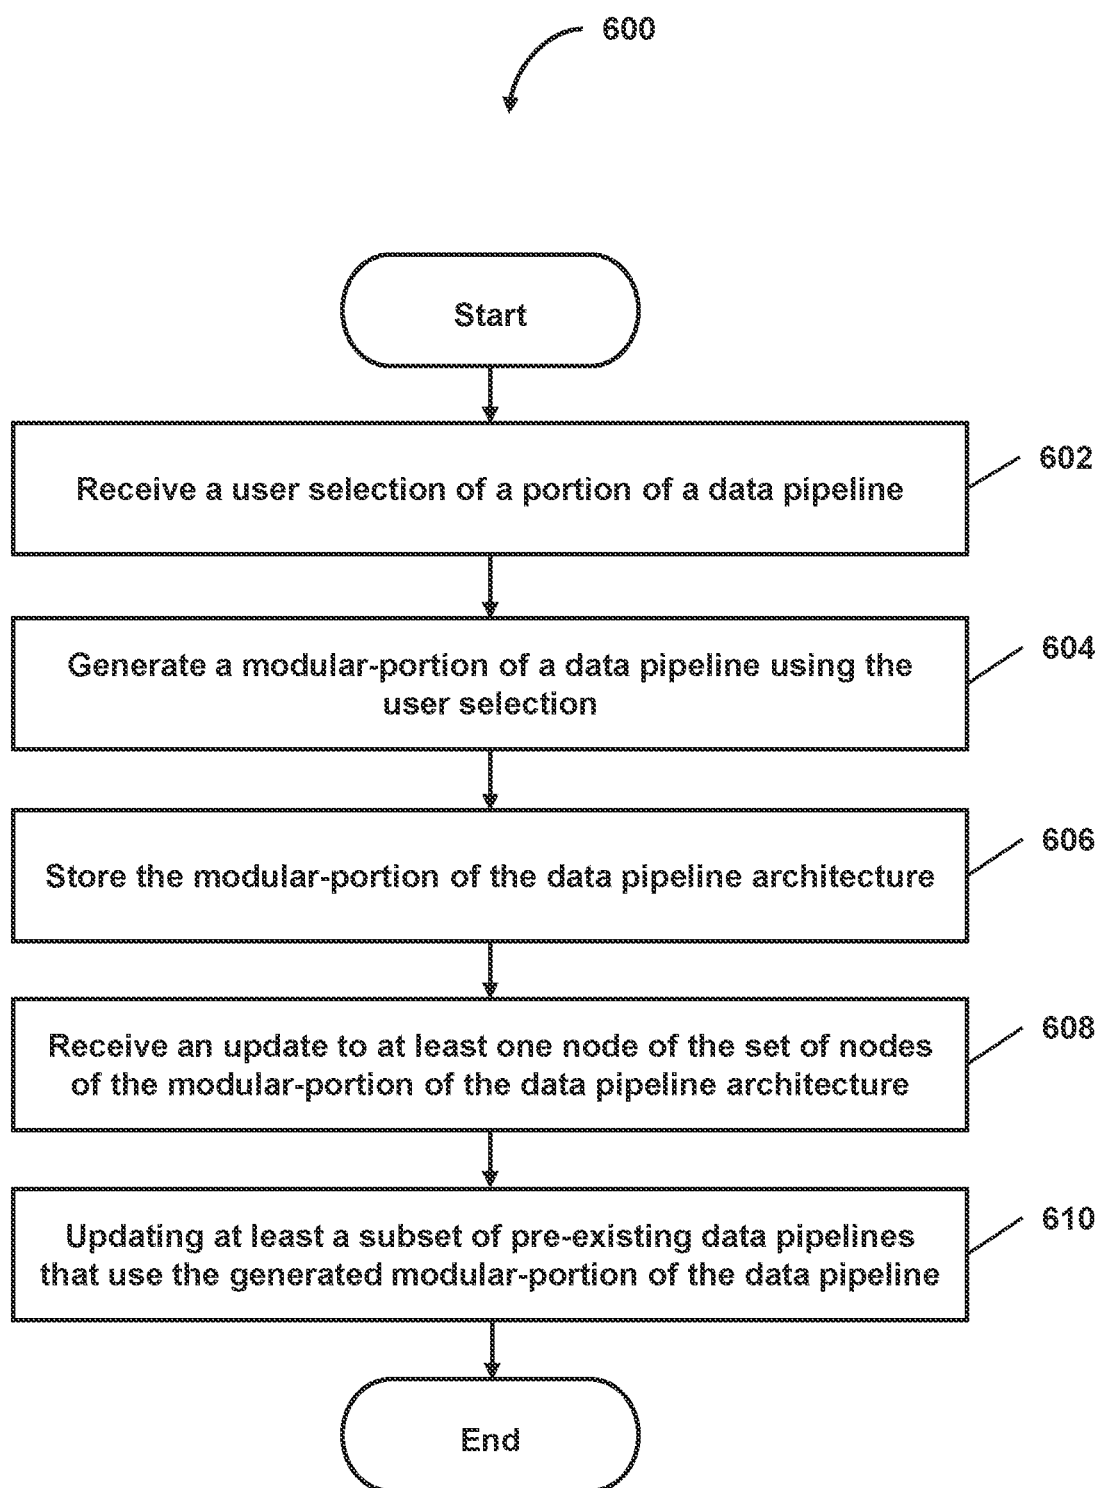 600
Start
Receive a user selection of a portion of a data pipeline
602
Generate a modular-portion of a data pipeline using the
user selection
604
Store the modular-portion of the data pipeline architecture
606
Receive an update to at least one node of the set of nodes
of the modular-portion of the data pipeline architecture
608
Updating at least a subset of pre-existing data pipelines
that use the generated modular-portion of the data pipeline
610
End